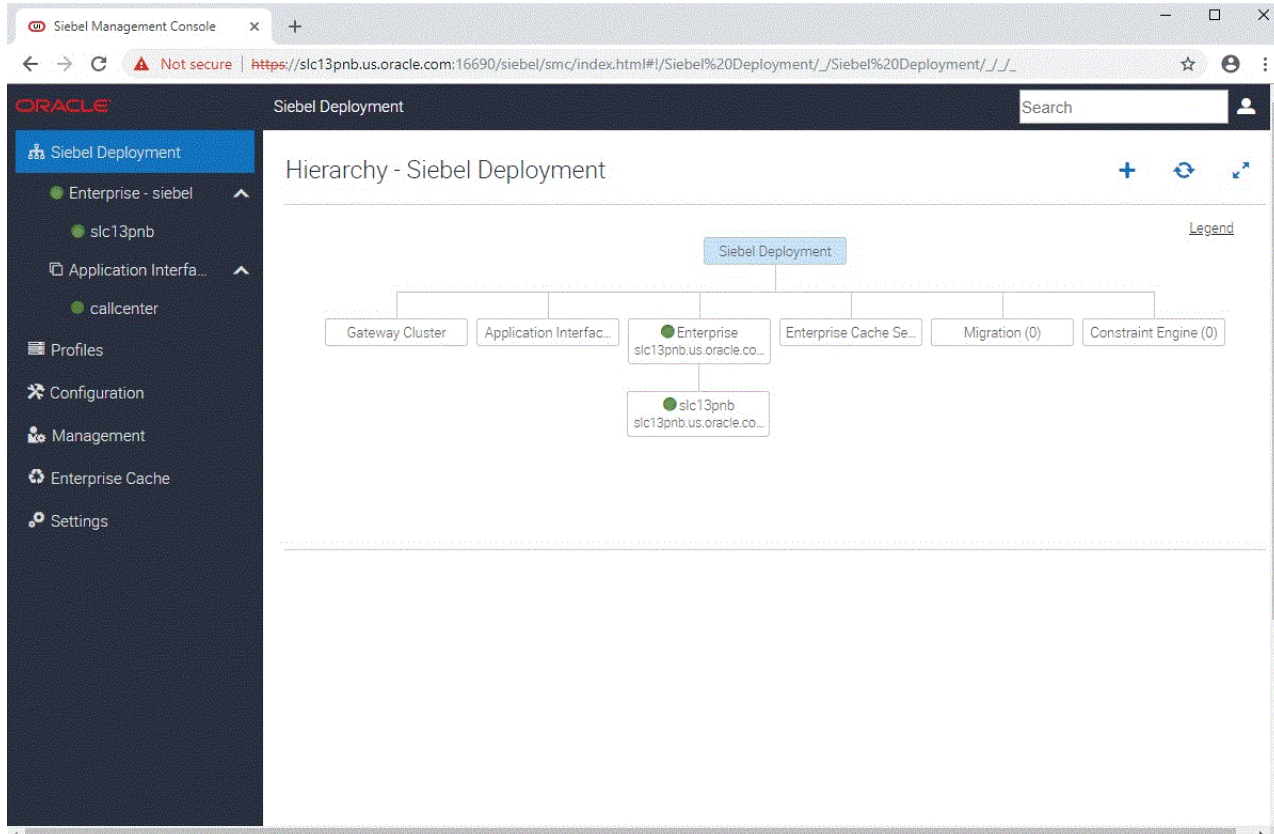 Siebel Management Console
Not secure | https://slc13pnb.us.oracle.com:16690/siebel/smc/index.html#!/Siebel%20Deployment/_/Siebel%20Deployment/_/_/_
ORACLE
Siebel Deployment
Search
Siebel Deployment
Enterprise - siebel
slc13pnb
Application Interfa...
callcenter
Profiles
Configuration
Management
Enterprise Cache
Settings
Hierarchy - Siebel Deployment
Legend
Siebel Deployment
Gateway Cluster
Application Interfac...
Enterprise
slc13pnb.us.oracle.co...
Enterprise Cache Se...
Migration (0)
Constraint Engine (0)
slc13pnb
slc13pnb.us.oracle.co...